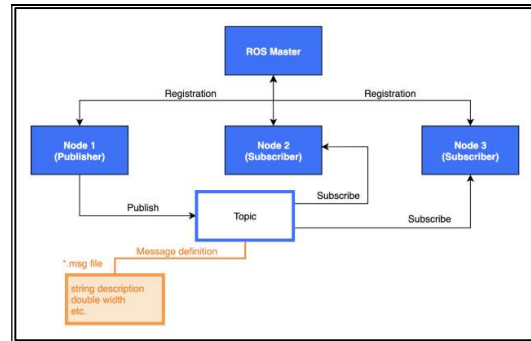 ROS Master
Registration
Registration
Node 1
(Publisher)
Node 2
(Subscriber)
Node 3
(Subscriber)
Subscribe
Publish
Topic
Subscribe
Message definition
*.msg file
string description
double width
etc.